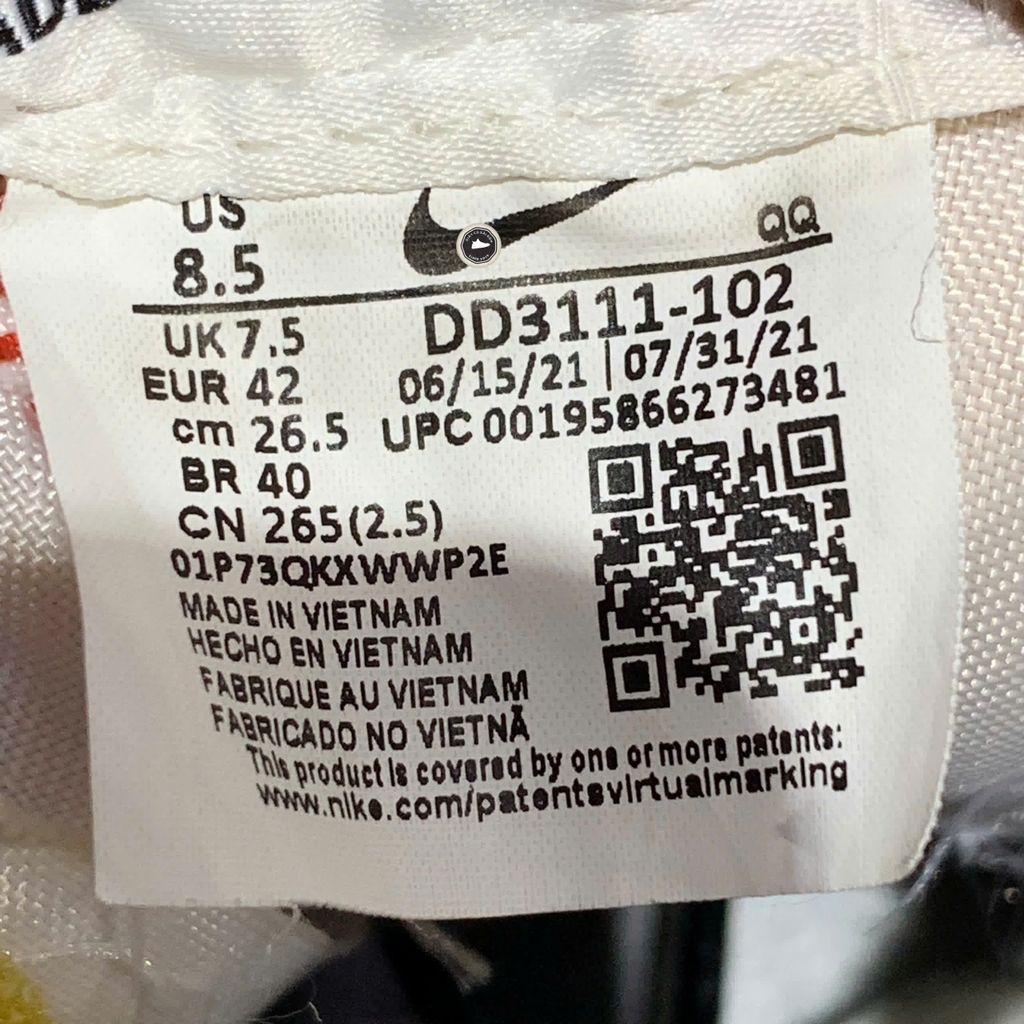 US
8.5
QQ
UK 7.5
EUR 42
cm 26.5
BR 40
CN 265(2.5)
DD3111-102
06/15/21 | 07/31/21
UPC 00195866273481
01P73QKXWWP2E
MADE IN VIETNAM
HECHO EN VIETNAM
FABRIQUE AU VIETNAM
FABRICADO NO VIETNÃ
This product is covered by one or more patents:
www.nike.com/patentsvirtualmarking